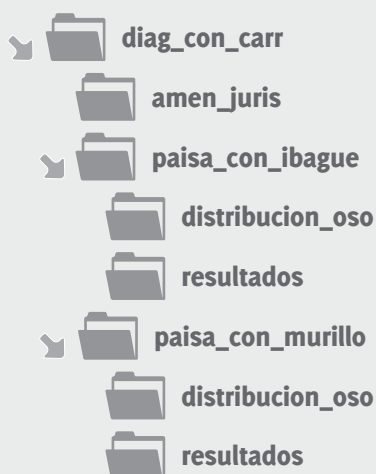 diag_con_carr
amen_juris
paisa_con_ibague
distribucion_oso
resultados
paisa_con_murillo
distribucion_oso
resultados